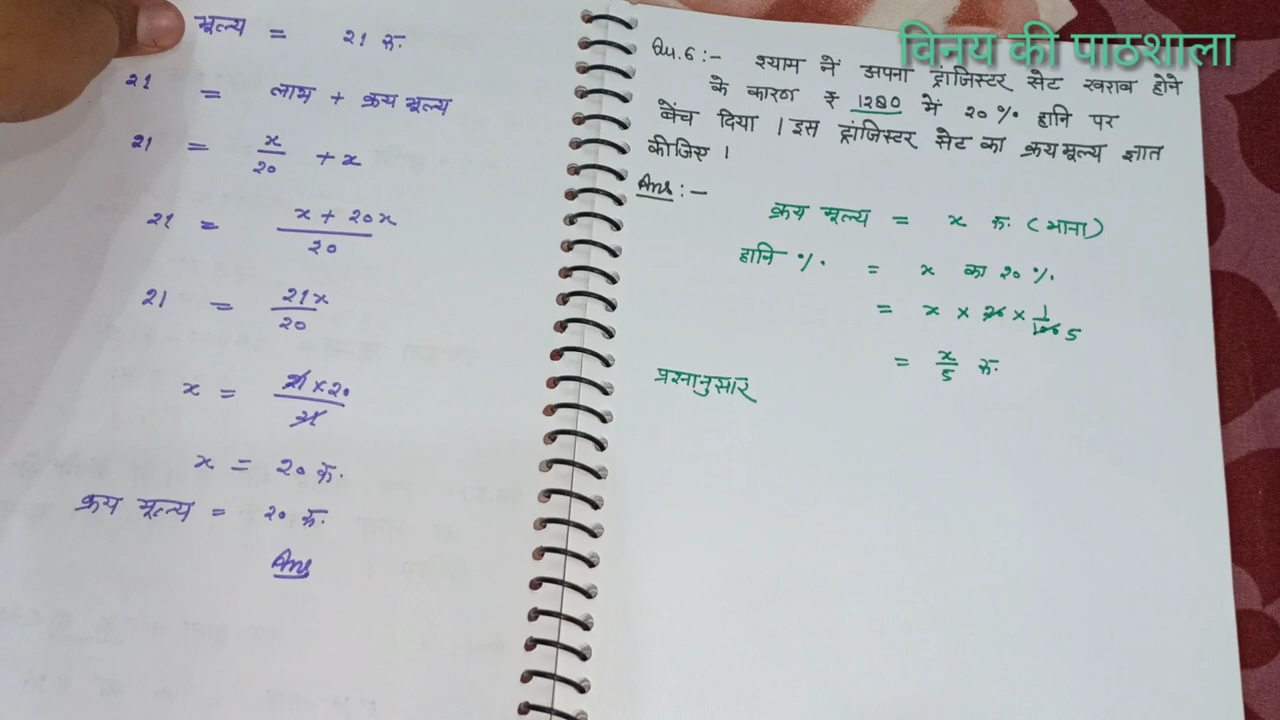 विनय की पाठशाला
मूल्य = 21 रु.
21 = लाभ + क्रय मूल्य
21 = x/20 + x
21 = x + 20x / 20
21 = 21x / 20
x = 21 x 20 / 21
x = 20 रु.
क्रय मूल्य = 20 रु.
Ans
Qu.6:- श्याम ने अपना ट्रांजिस्टर सेट खराब होने
के कारण ₹ 1280 में 20 % हानि पर
बेंच दिया । इस ट्रांजिस्टर सेट का क्रय मूल्य ज्ञात
कीजिए ।
Ans :-
क्रय मूल्य = x रु. ( माना )
हानि % = x का 20 %
= x x 20 x 1/100 5
= x/5 रु.
प्रश्नानुसार